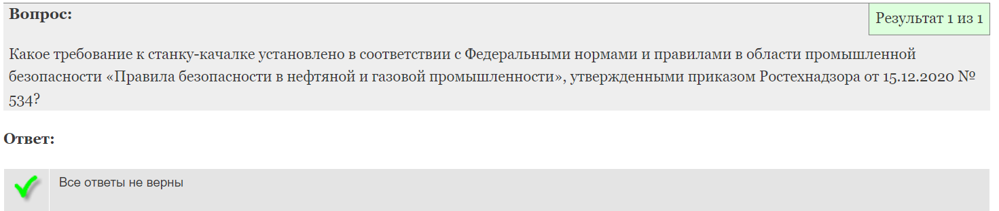 Вопрос:
Результат 1 из 1
Какое требование к станку-качалке установлено в соответствии с Федеральными нормами и правилами в области промышленной
безопасности «Правила безопасности в нефтяной и газовой промышленности», утвержденными приказом Ростехнадзора от 15.12.2020 №
534?
Ответ:
Все ответы не верны